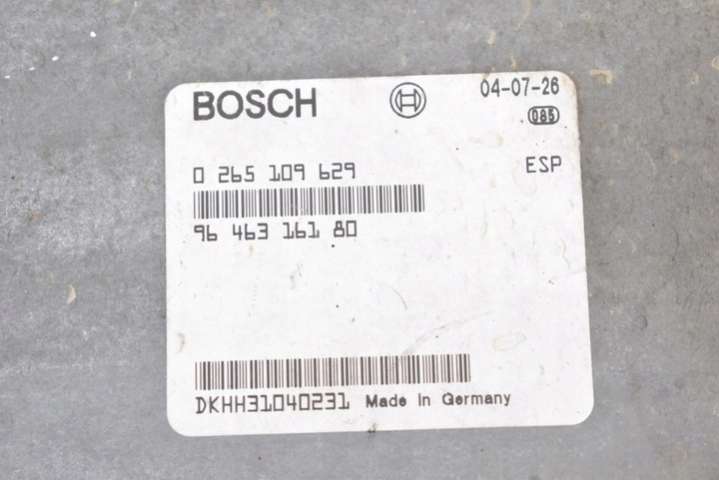 BOSCH
04-07-26
085
0 265 109 629
ESP
96 463 161 80
DKHH31040231 Made in Germany